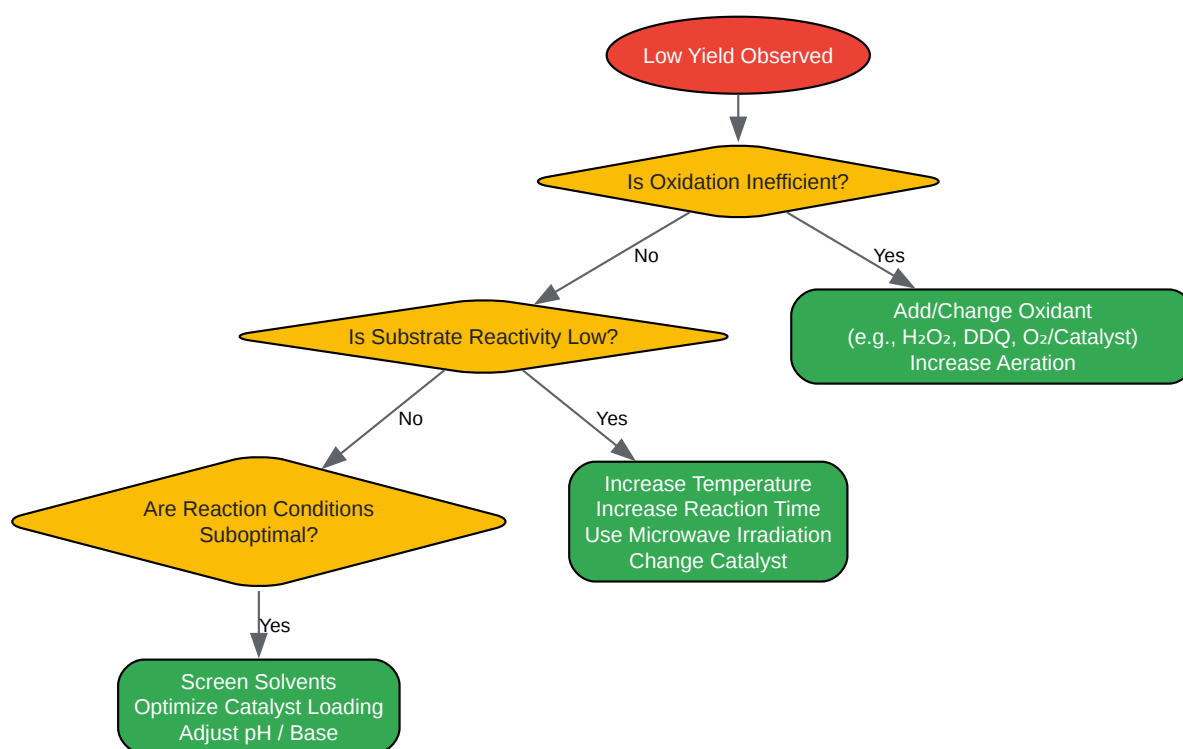 Low Yield Observed
Is Oxidation Inefficient?
No
Yes
Add/Change Oxidant
(e.g., H₂O₂, DDQ, O₂/Catalyst)
Increase Aeration
Is Substrate Reactivity Low?
No
Yes
Increase Temperature
Increase Reaction Time
Use Microwave Irradiation
Change Catalyst
Are Reaction Conditions
Suboptimal?
Yes
Screen Solvents
Optimize Catalyst Loading
Adjust pH / Base